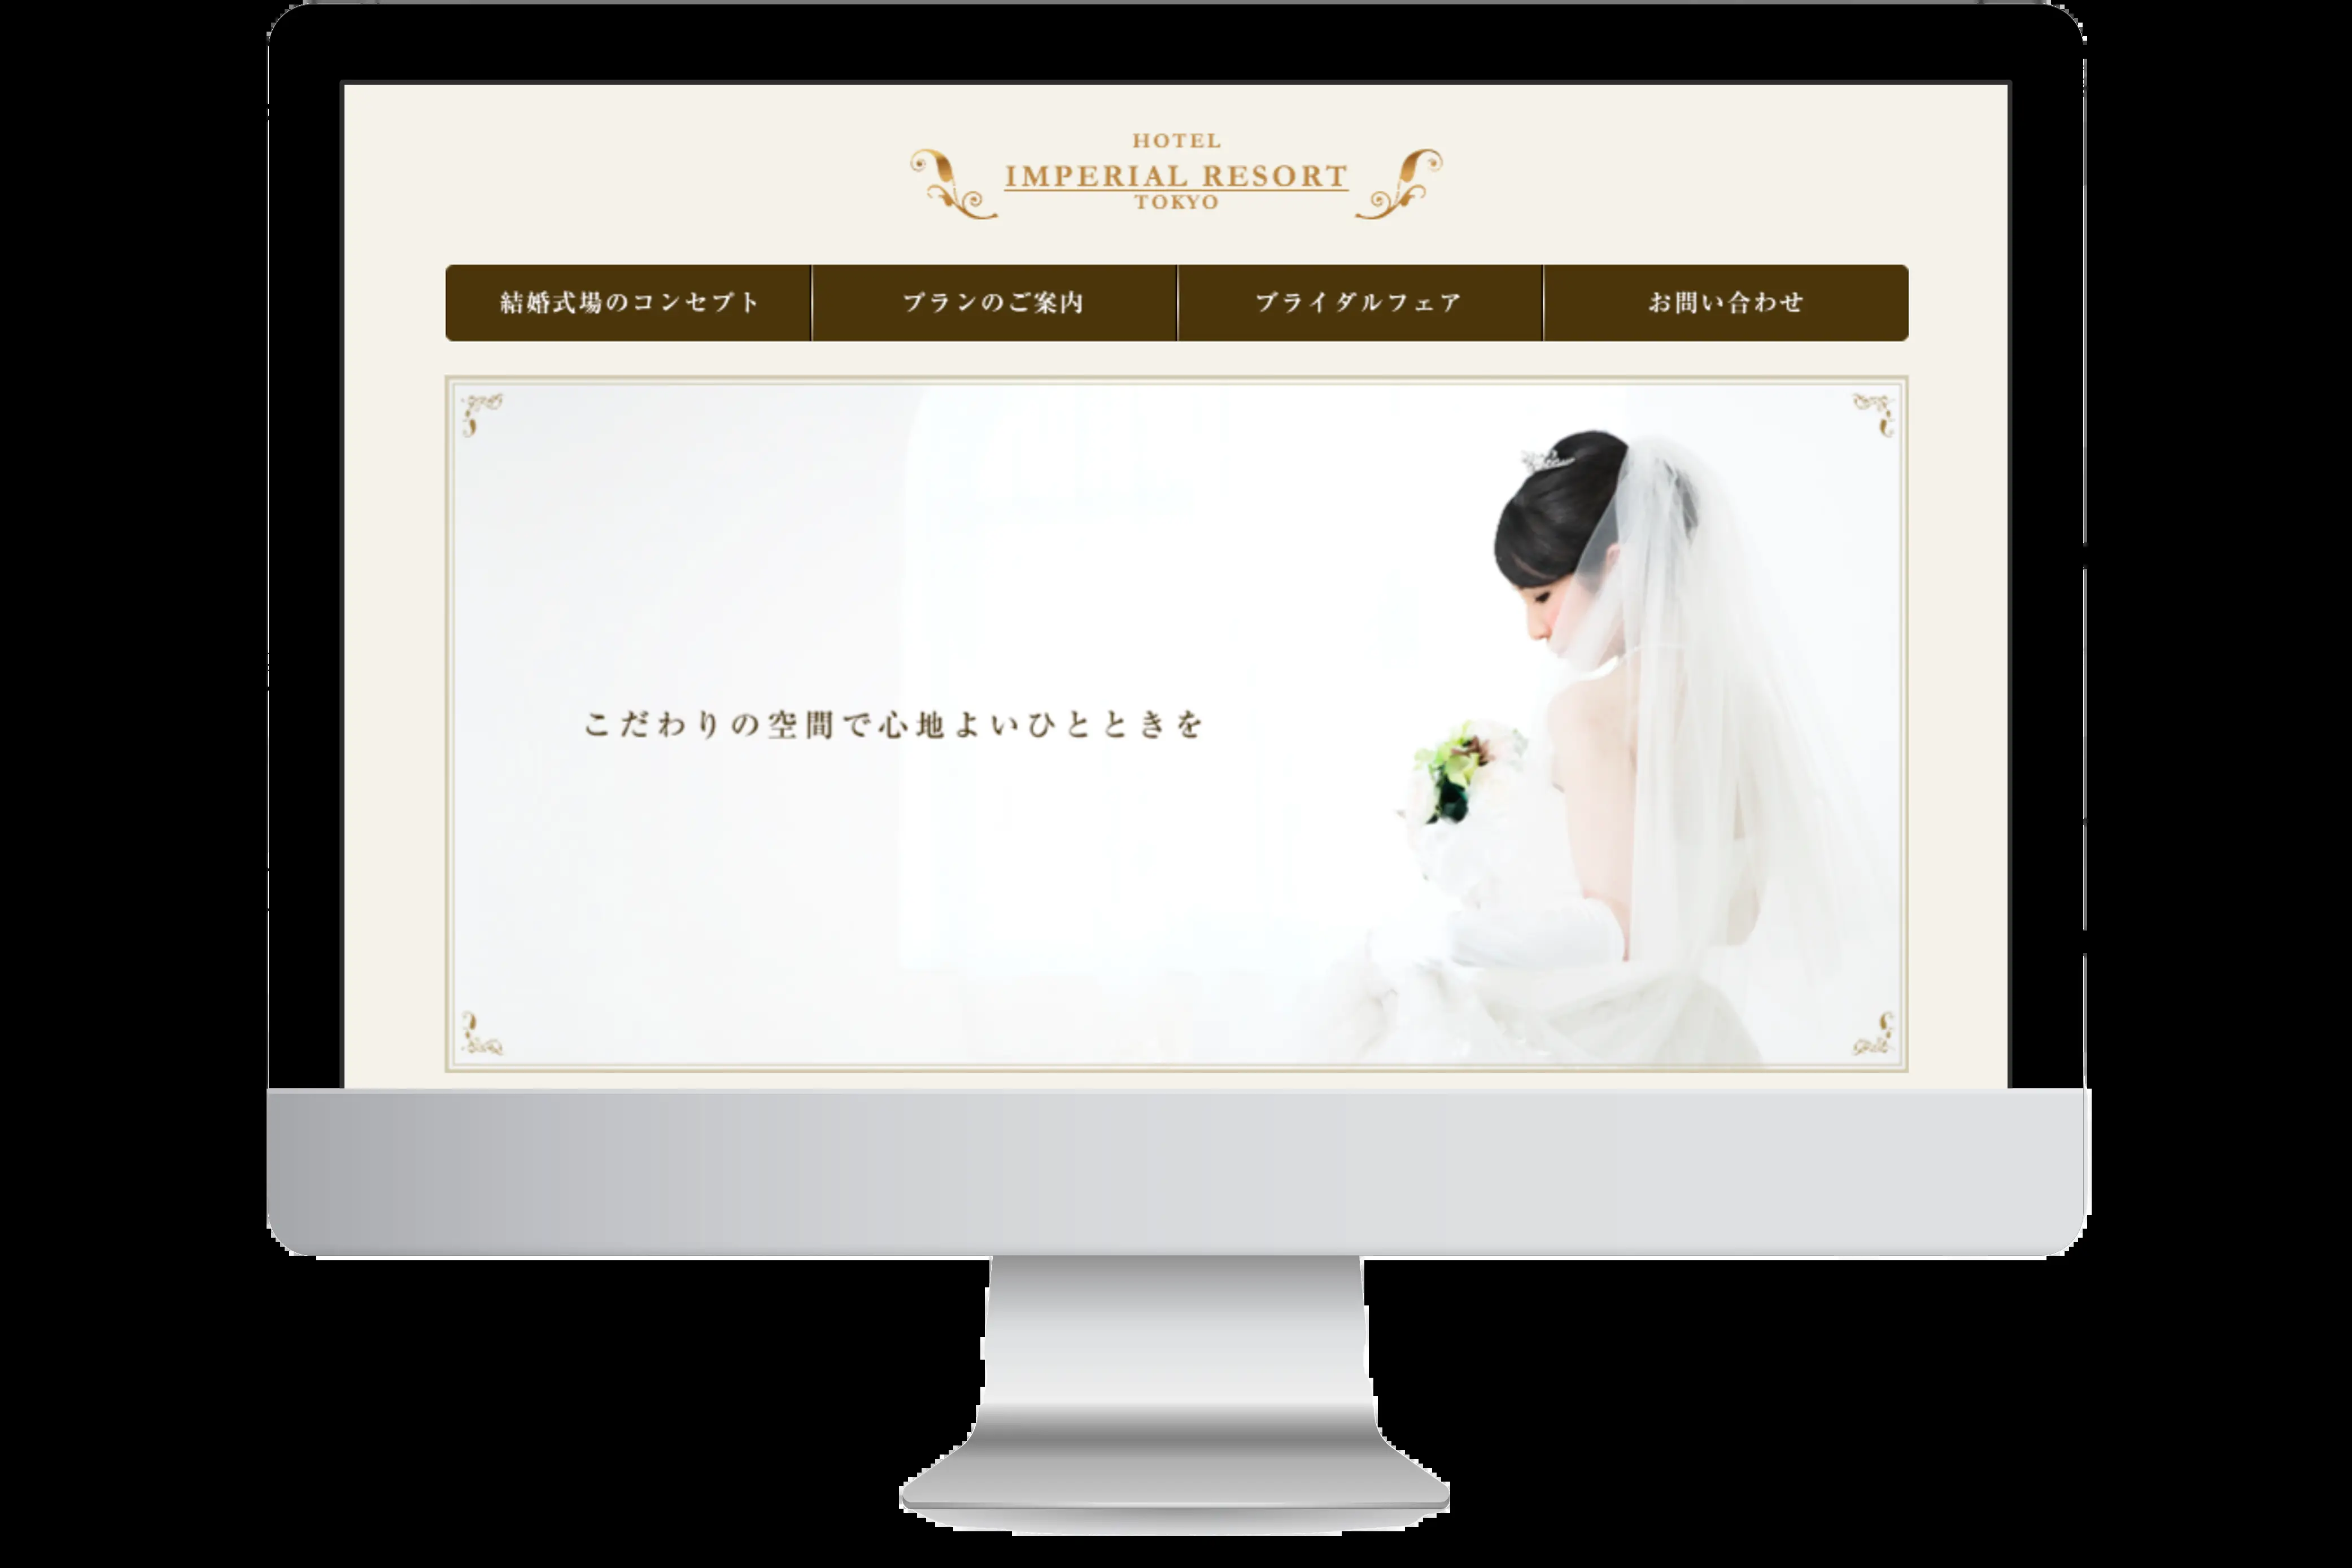 HOTEL
IMPERIAL RESORT
TOKYO
結婚式場のコンセプト
プランのご案内
ブライダルフェア
お問い合わせ
こだわりの空間で心地よいひとときを